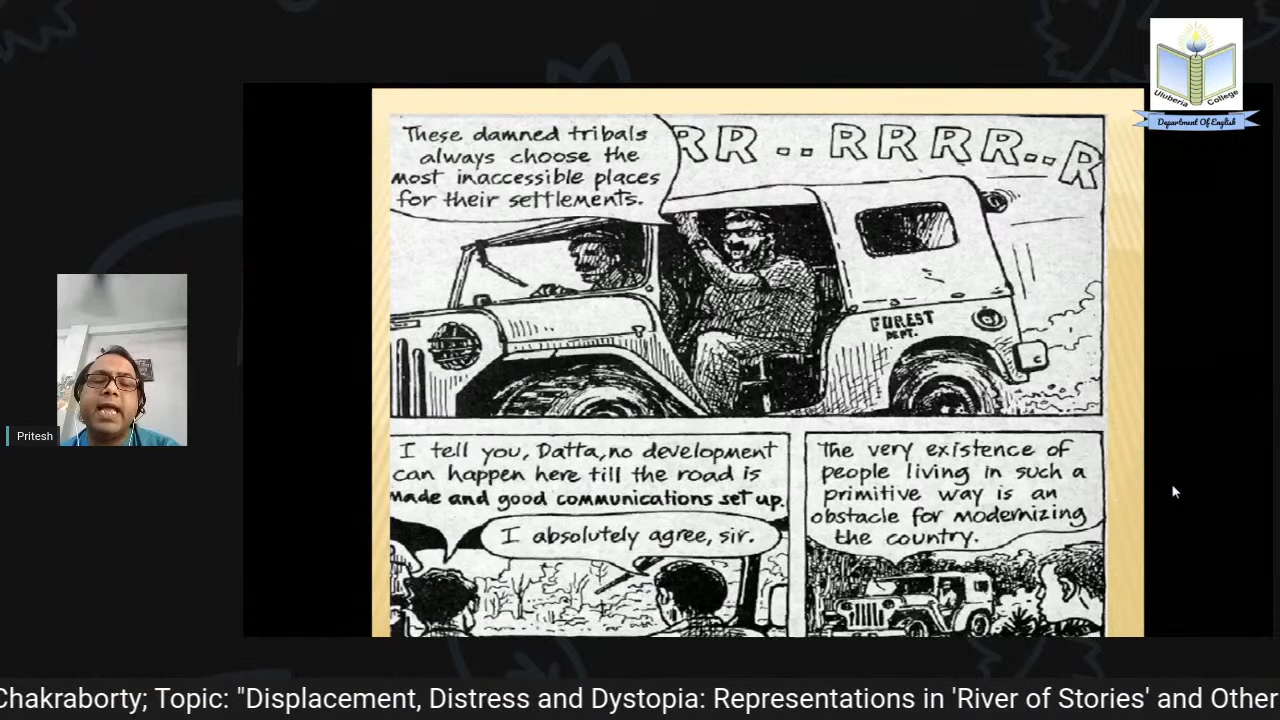 Uluberia College
Department Of English
These damned tribals
always choose the
most inaccessible places
for their settlements.
RR .. RRRR..R
FOREST
DEPT.
I tell you, Datta, no development
can happen here till the road is
made and good communications set up.
I absolutely agree, sir.
The very existence of
people living in such a
primitive way is an
obstacle for modernizing
the country.
Pritesh
Chakraborty; Topic: "Displacement, Distress and Dystopia: Representations in 'River of Stories' and Other